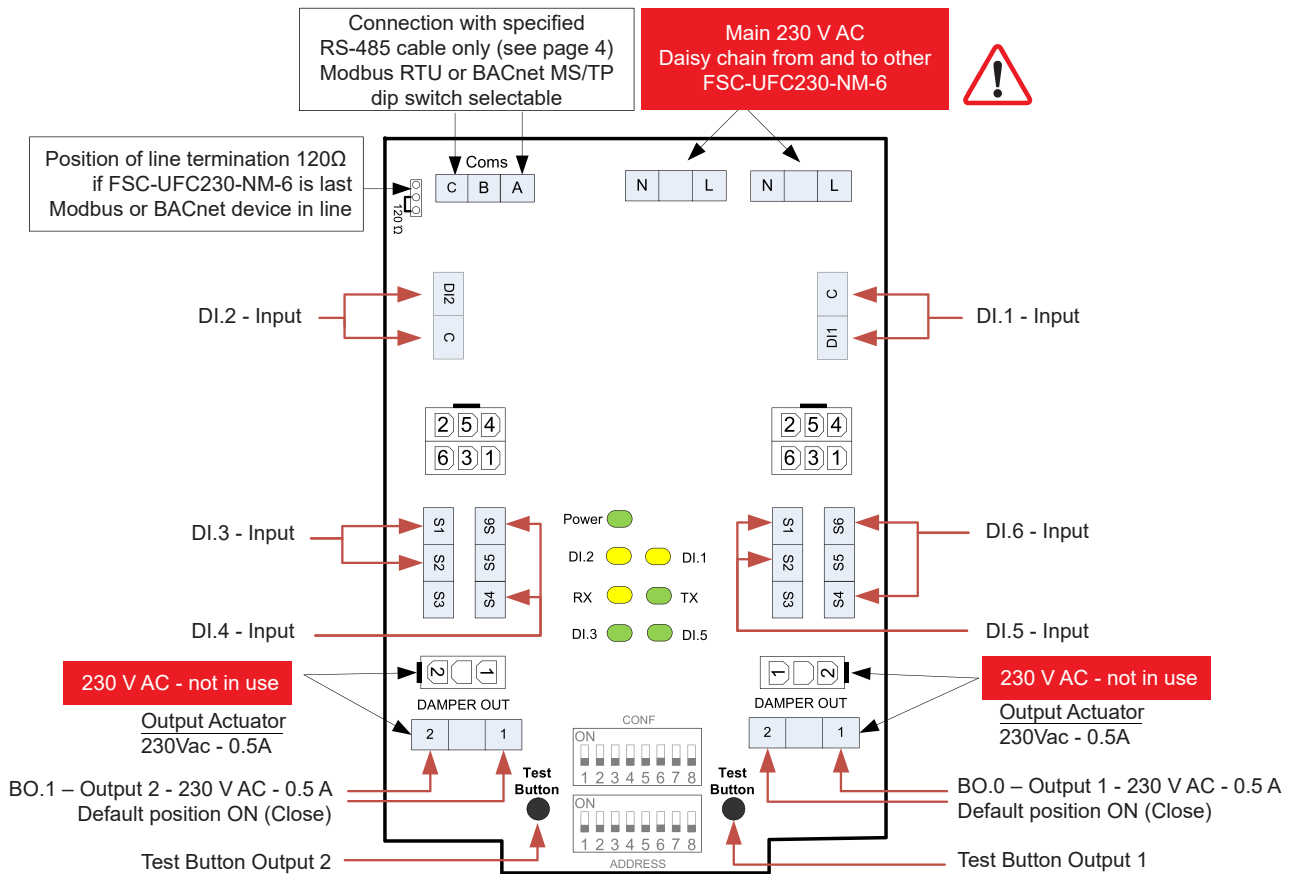 Connection with specified
RS-485 cable only (see page 4)
Modbus RTU or BACnet MS/TP
dip switch selectable
Main 230 V AC
Daisy chain from and to other
FSC-UFC230-NM-6
!
Position of line termination 120Ω
if FSC-UFC230-NM-6 is last
Modbus or BACnet device in line
120 Ω
Coms
C B A
N L
N L
DI.2 - Input
DI2
C
C
DI1
DI.1 - Input
2 5 4
6 3 1
2 5 4
6 3 1
DI.3 - Input
S1
S2
S3
S6
S5
S4
DI.4 - Input
Power
DI.2 DI.1
RX TX
DI.3 DI.5
S1
S2
S3
S6
S5
S4
DI.6 - Input
DI.5 - Input
230 V AC - not in use
Output Actuator
230Vac - 0.5A
2 1
DAMPER OUT
2 1
1 2
DAMPER OUT
2 1
230 V AC - not in use
Output Actuator
230Vac - 0.5A
CONF
ON
1 2 3 4 5 6 7 8
ON
1 2 3 4 5 6 7 8
ADDRESS
Test
Button
Test
Button
BO.1 – Output 2 - 230 V AC - 0.5 A
Default position ON (Close)
BO.0 – Output 1 - 230 V AC - 0.5 A
Default position ON (Close)
Test Button Output 2
Test Button Output 1